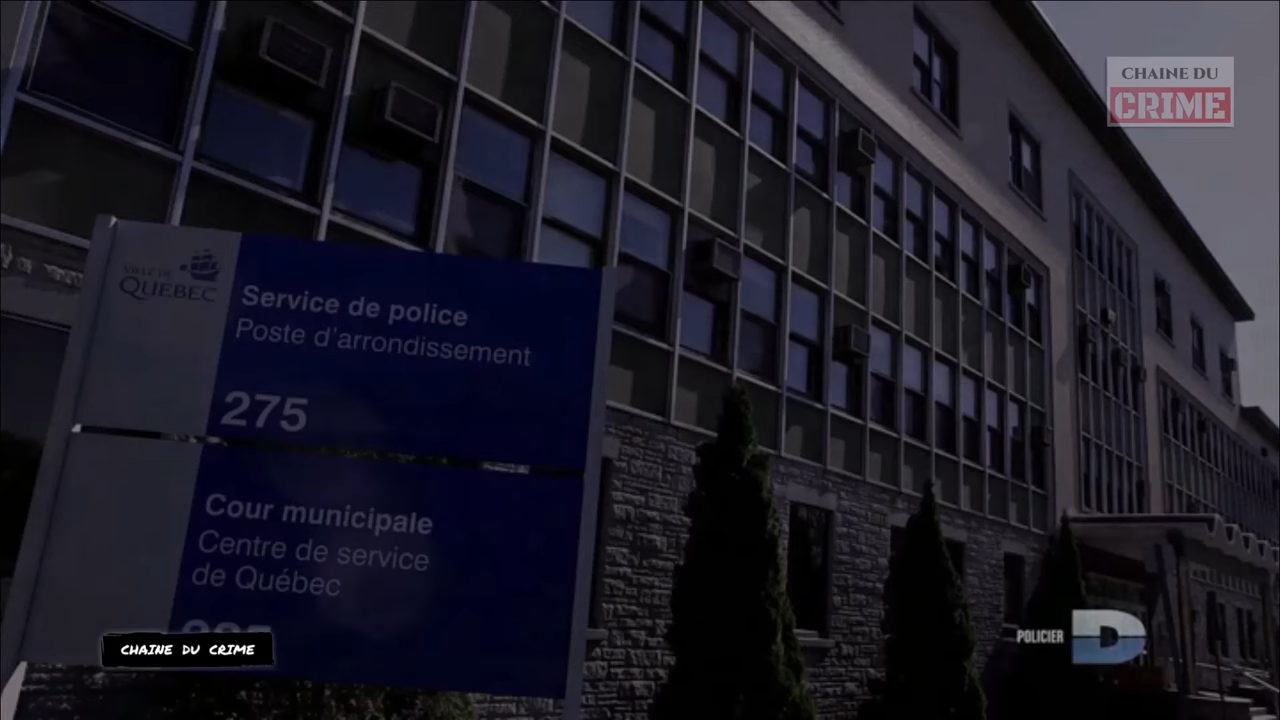 CHAINE DU
CRIME
VILLE DE
QUÉBEC
Service de police
Poste d'arrondissement
275
Cour municipale
Centre de service
de Québec
CHAINE DU CRIME
POLICIER
D